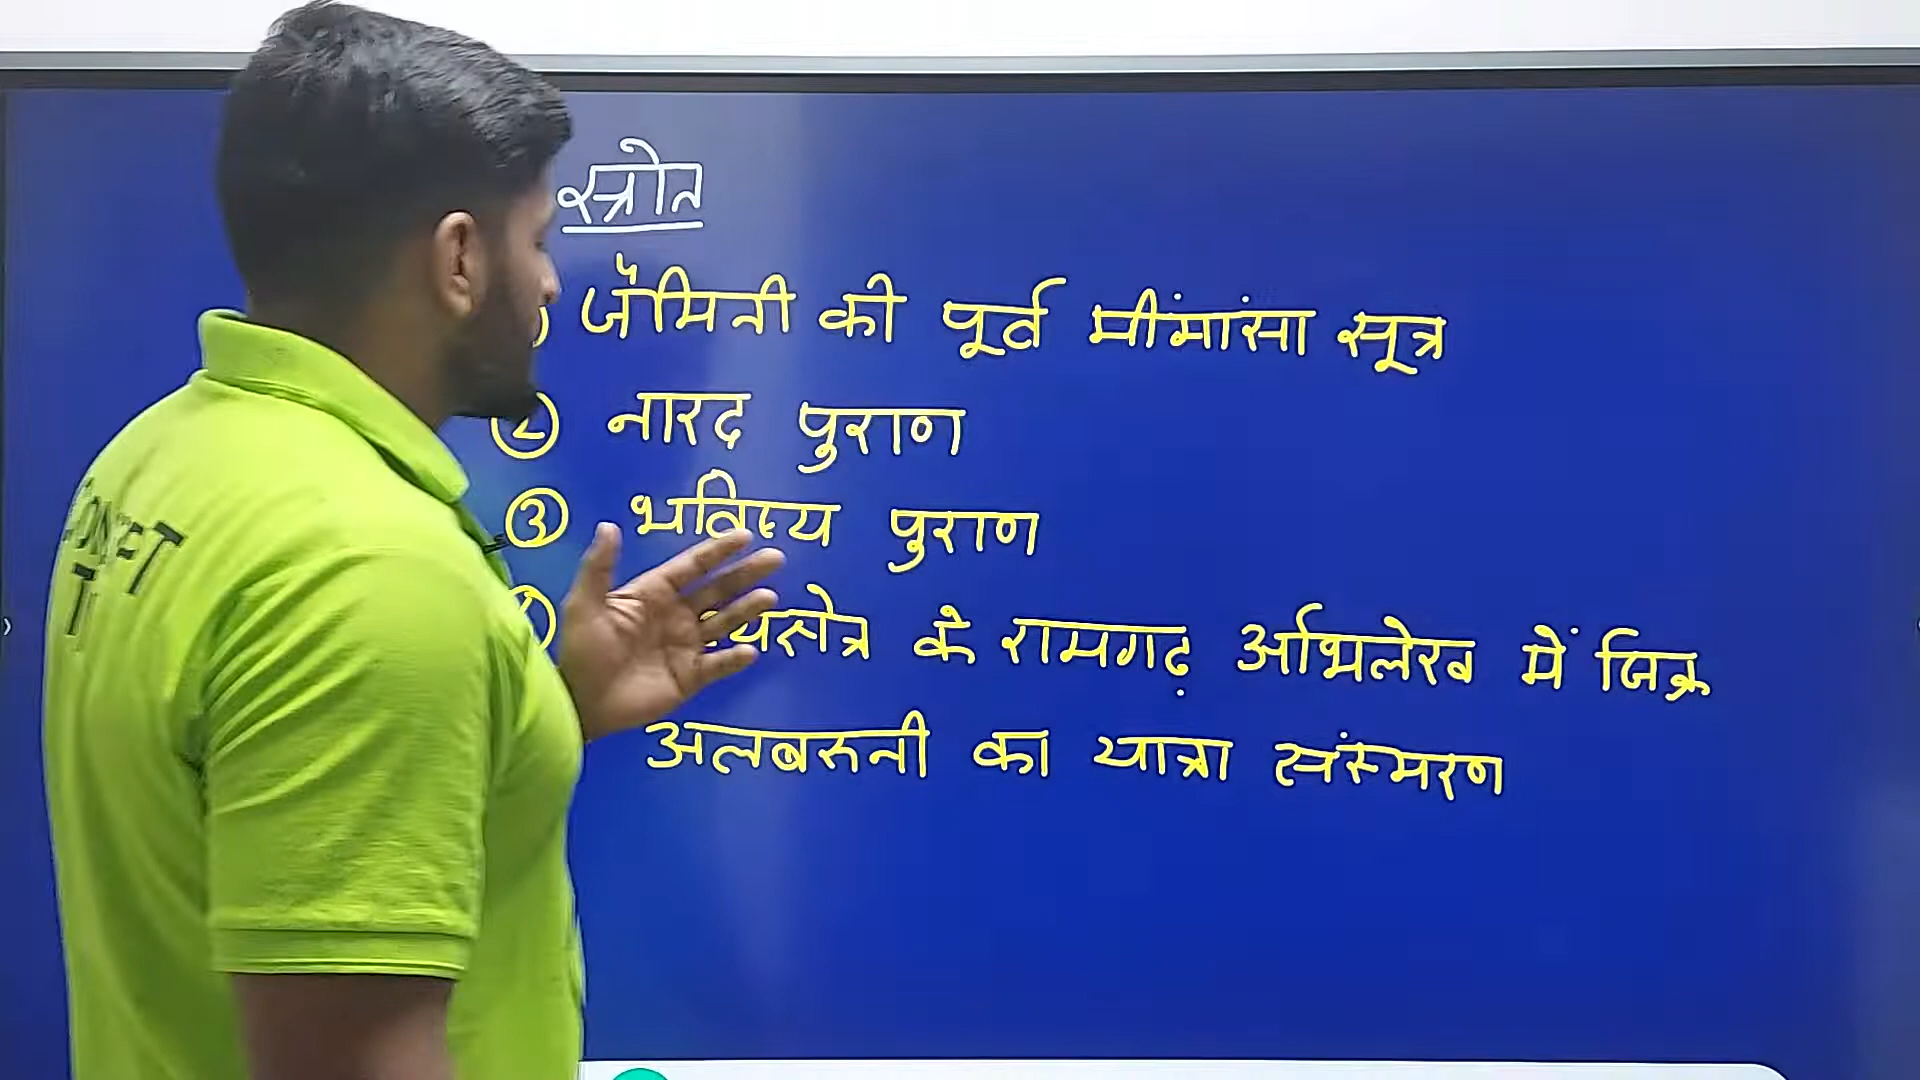 स्त्रोत
जैमिनी की पूर्व मीमांसा सूत्र
② नारद पुराण
③ भविष्य पुराण
के रामगढ़ अभिलेख में जिक्र
अलबरुनी का यात्रा संस्मरण